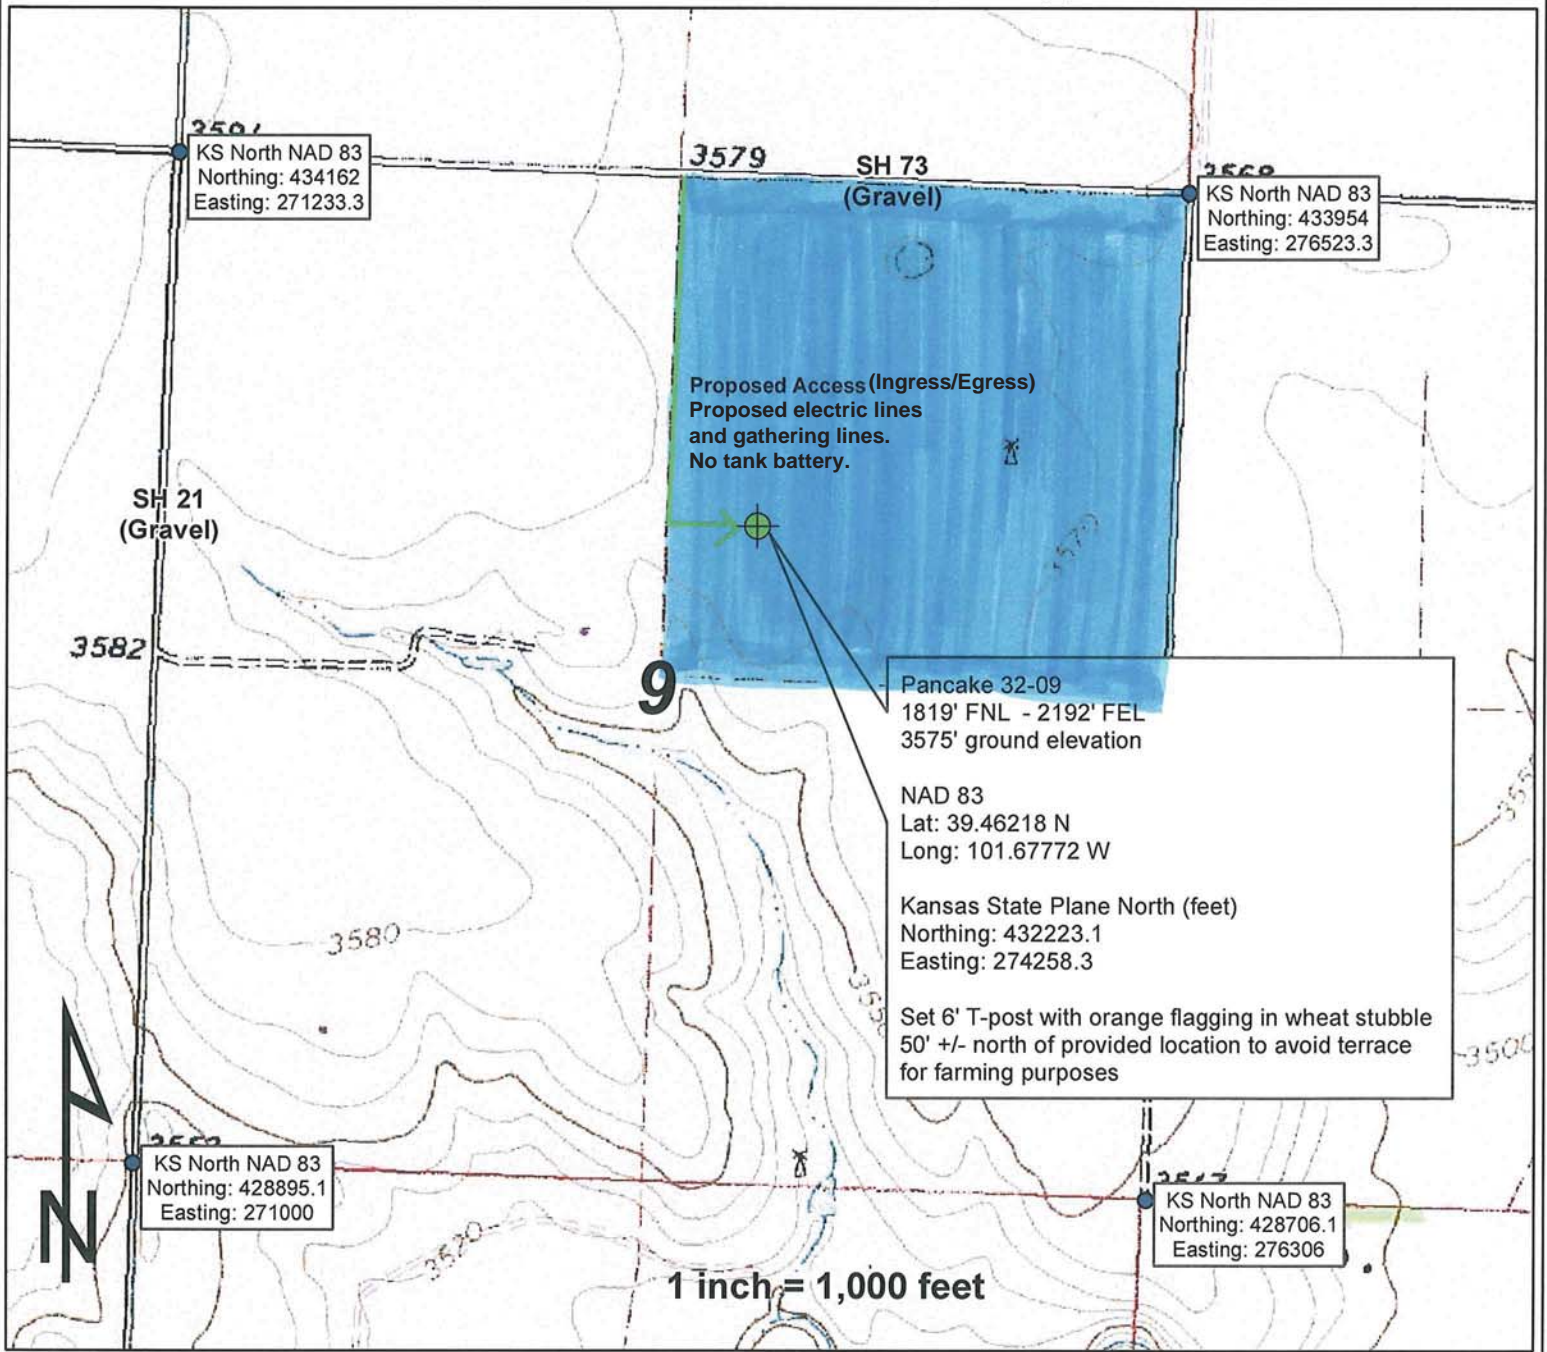 KS North NAD 83
Northing: 434162
Easting: 271233.3
3579
SH 73
(Gravel)
3568
KS North NAD 83
Northing: 433954
Easting: 276523.3
Proposed Access (Ingress/Egress)
Proposed electric lines
and gathering lines.
No tank battery.
SH 21
(Gravel)
3582
9
Pancake 32-09
1819' FNL - 2192' FEL
3575' ground elevation
NAD 83
Lat: 39.46218 N
Long: 101.67772 W
Kansas State Plane North (feet)
Northing: 432223.1
Easting: 274258.3
Set 6' T-post with orange flagging in wheat stubble
50' +/- north of provided location to avoid terrace
for farming purposes
3580
3500
KS North NAD 83
Northing: 428895.1
Easting: 271000
N
3520
KS North NAD 83
Northing: 428706.1
Easting: 276306
1 inch = 1,000 feet